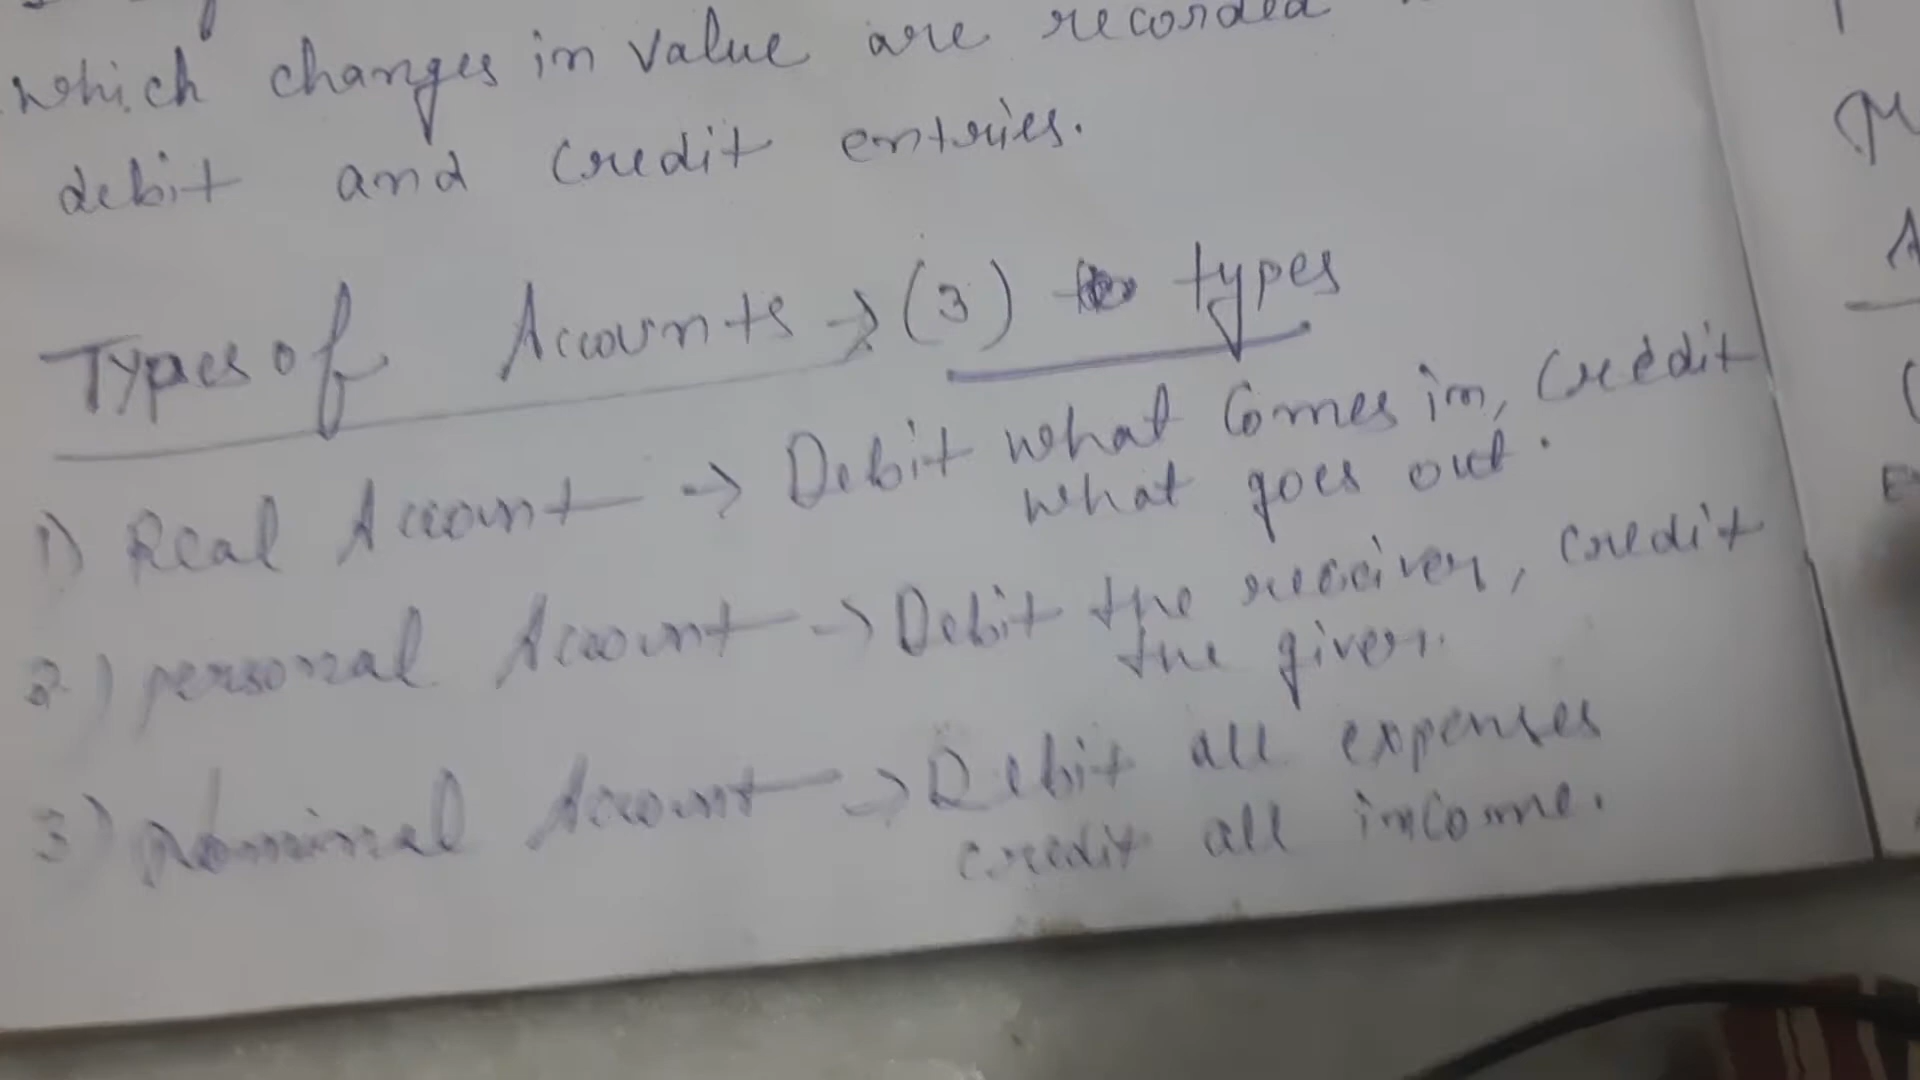 which changes in value are recorded
debit and credit entries.
Types of Accounts → (3) types
1) Real Account → Debit what comes in, credit
what goes out.
2) personal Account → Debit the receiver, credit
the giver.
3) Nominal Account → Debit all expenses
credit all income.